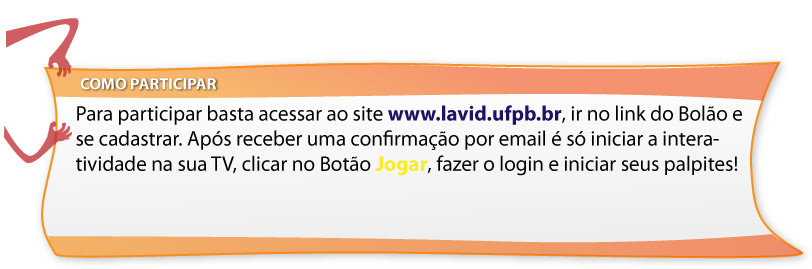 COMO PARTICIPAR
Para participar basta acessar ao site www.lavid.ufpb.br, ir no link do Bolão e
se cadastrar. Após receber uma confirmação por email é só iniciar a intera-
tividade na sua TV, clicar no Botão Jogar, fazer o login e iniciar seus palpites!